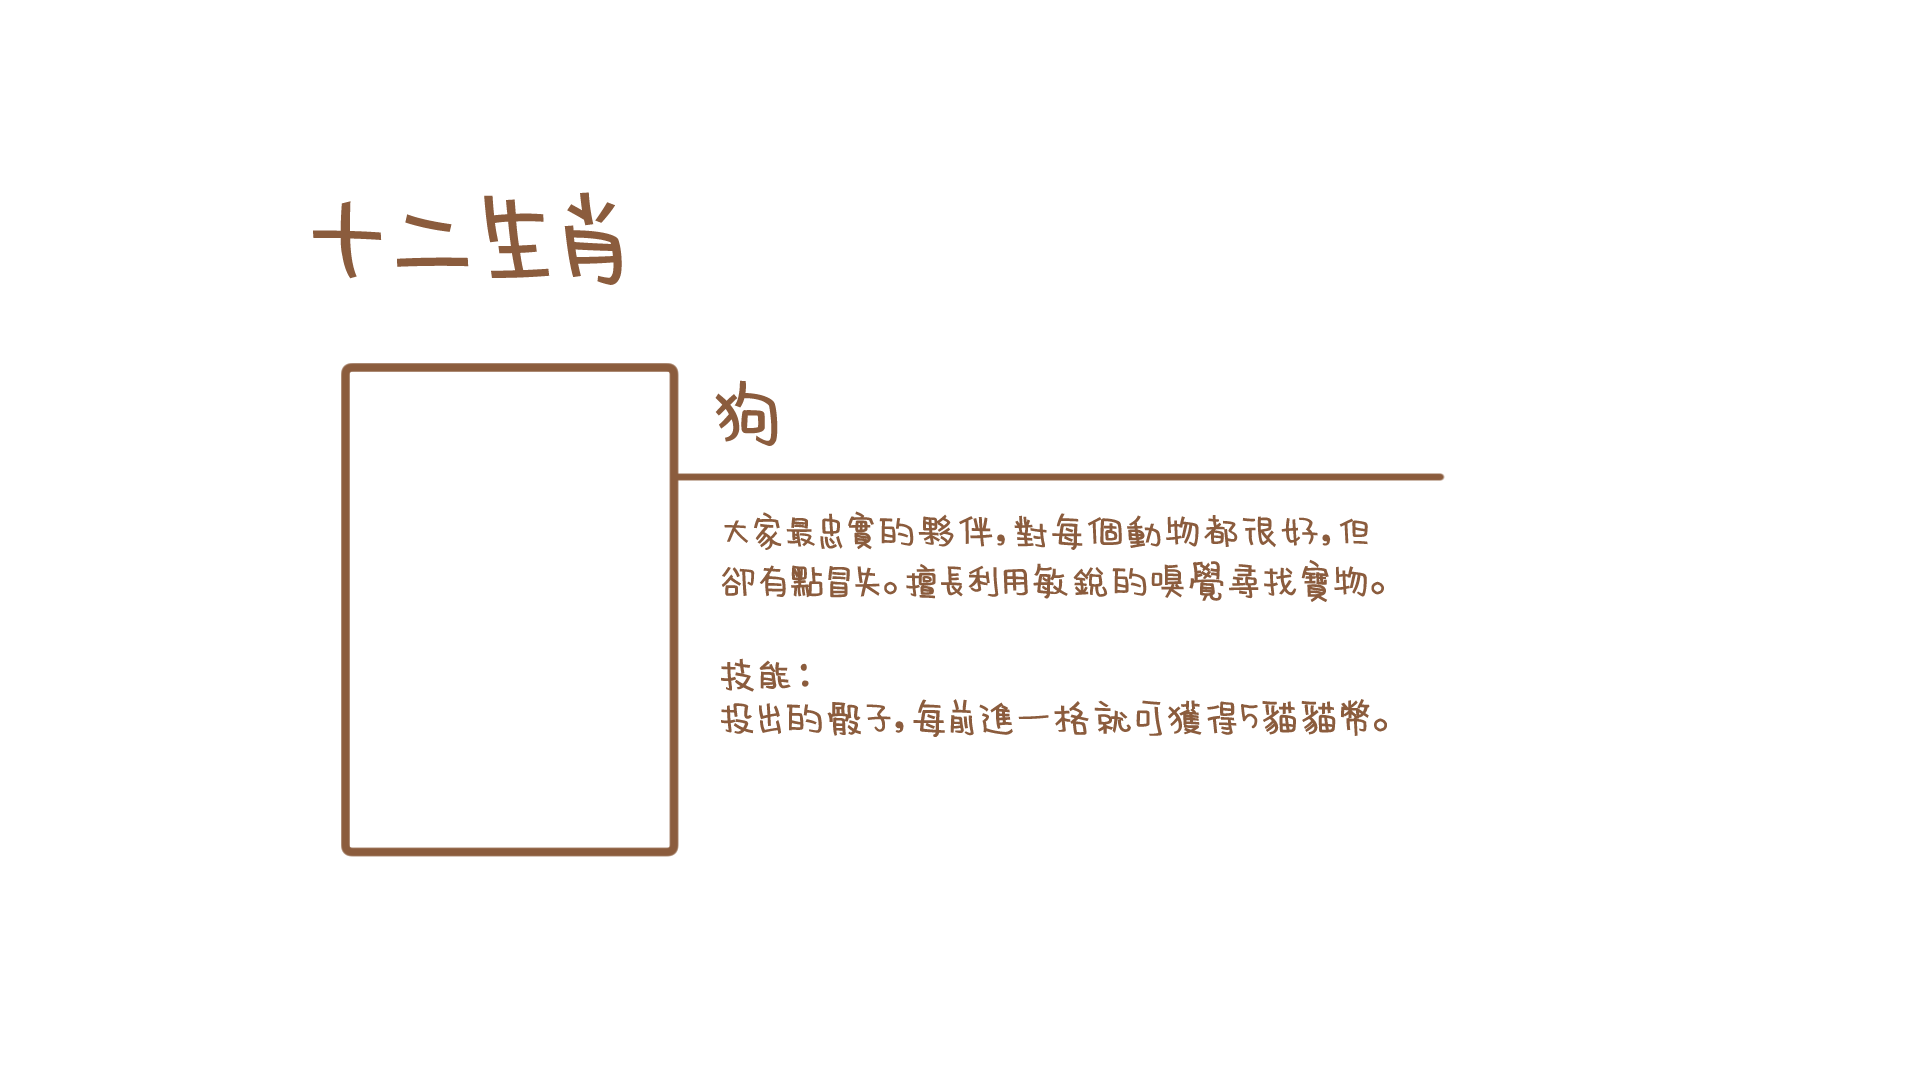 十二生肖
狗
大家最忠實的夥伴,對每個動物都很好,但
卻有點冒失。擅長利用敏銳的嗅覺尋找寶物。
技能：
投出的骰子,每前進一格就可獲得5貓貓幣。